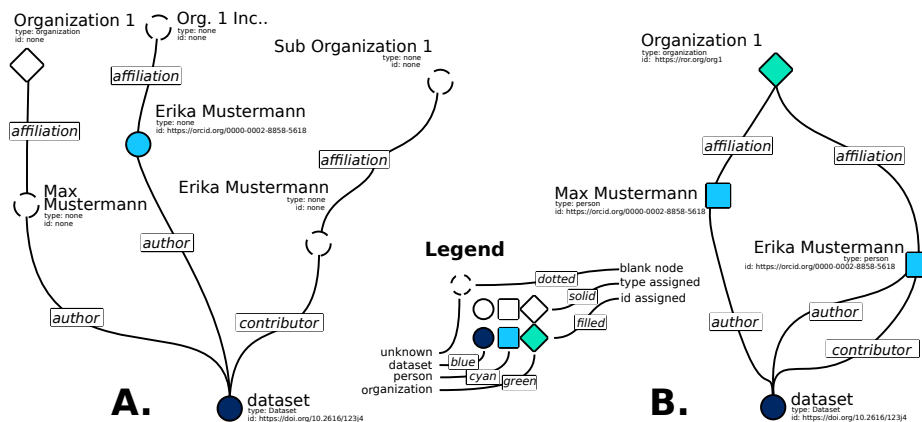 Organization 1
type: organization
id: none
Org. 1 Inc..
type: none
id: none
Sub Organization 1
type: none
id: none
affiliation
affiliation
affiliation
Erika Mustermann
type: none
id: https://orcid.org/0000-0002-8858-5618
Max
Mustermann
type: none
id: none
Erika Mustermann
type: none
id: none
author
author
contributor
dataset
type: Dataset
id: https://doi.org/10.2616/123j4
A.
Legend
dotted
solid
filled
blank node
type assigned
id assigned
unknown
dataset
person
organization
blue
cyan
green
Organization 1
type: organization
id: https://ror.org/org1
affiliation
affiliation
Max Mustermann
type: person
id: https://orcid.org/0000-0002-8858-5618
Erika Mustermann
type: person
id: https://orcid.org/0000-0002-8858-5618
author
author
contributor
dataset
type: Dataset
id: https://doi.org/10.2616/123j4
B.